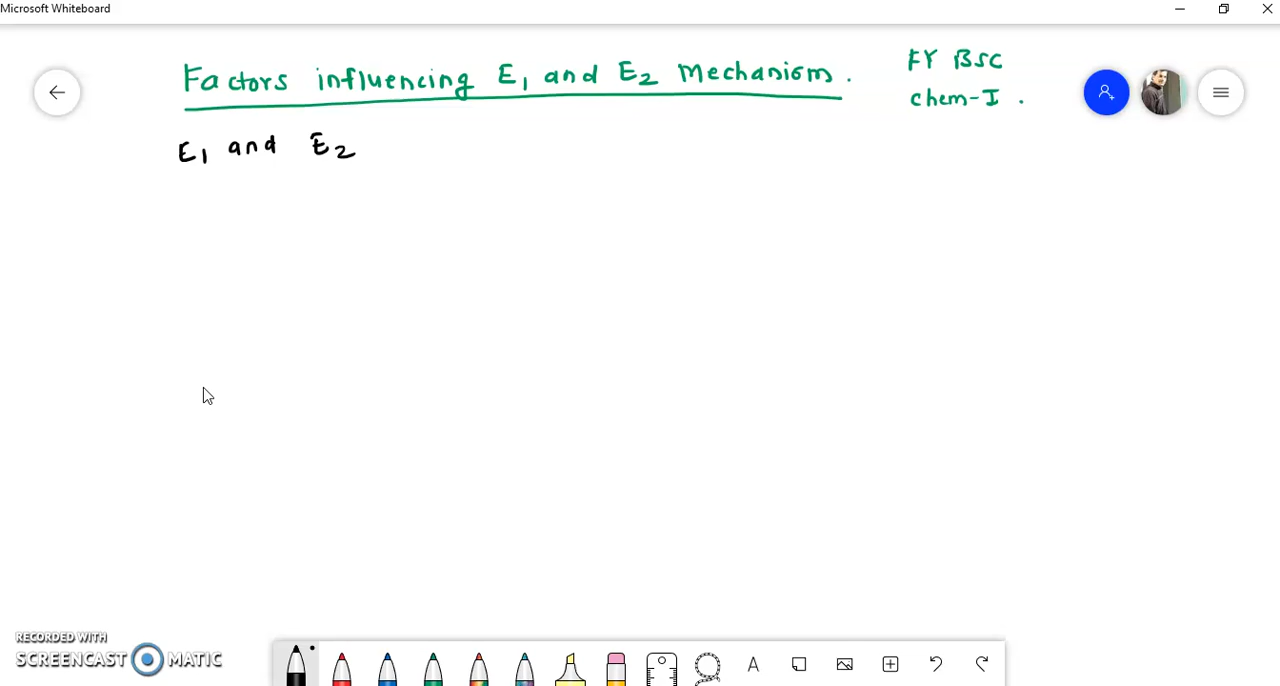 Microsoft Whiteboard
Factors influencing E1 and E2 Mechanism.
FY BSC
chem-I.
E1 and E2
RECORDED WITH
SCREENCAST MATIC
A